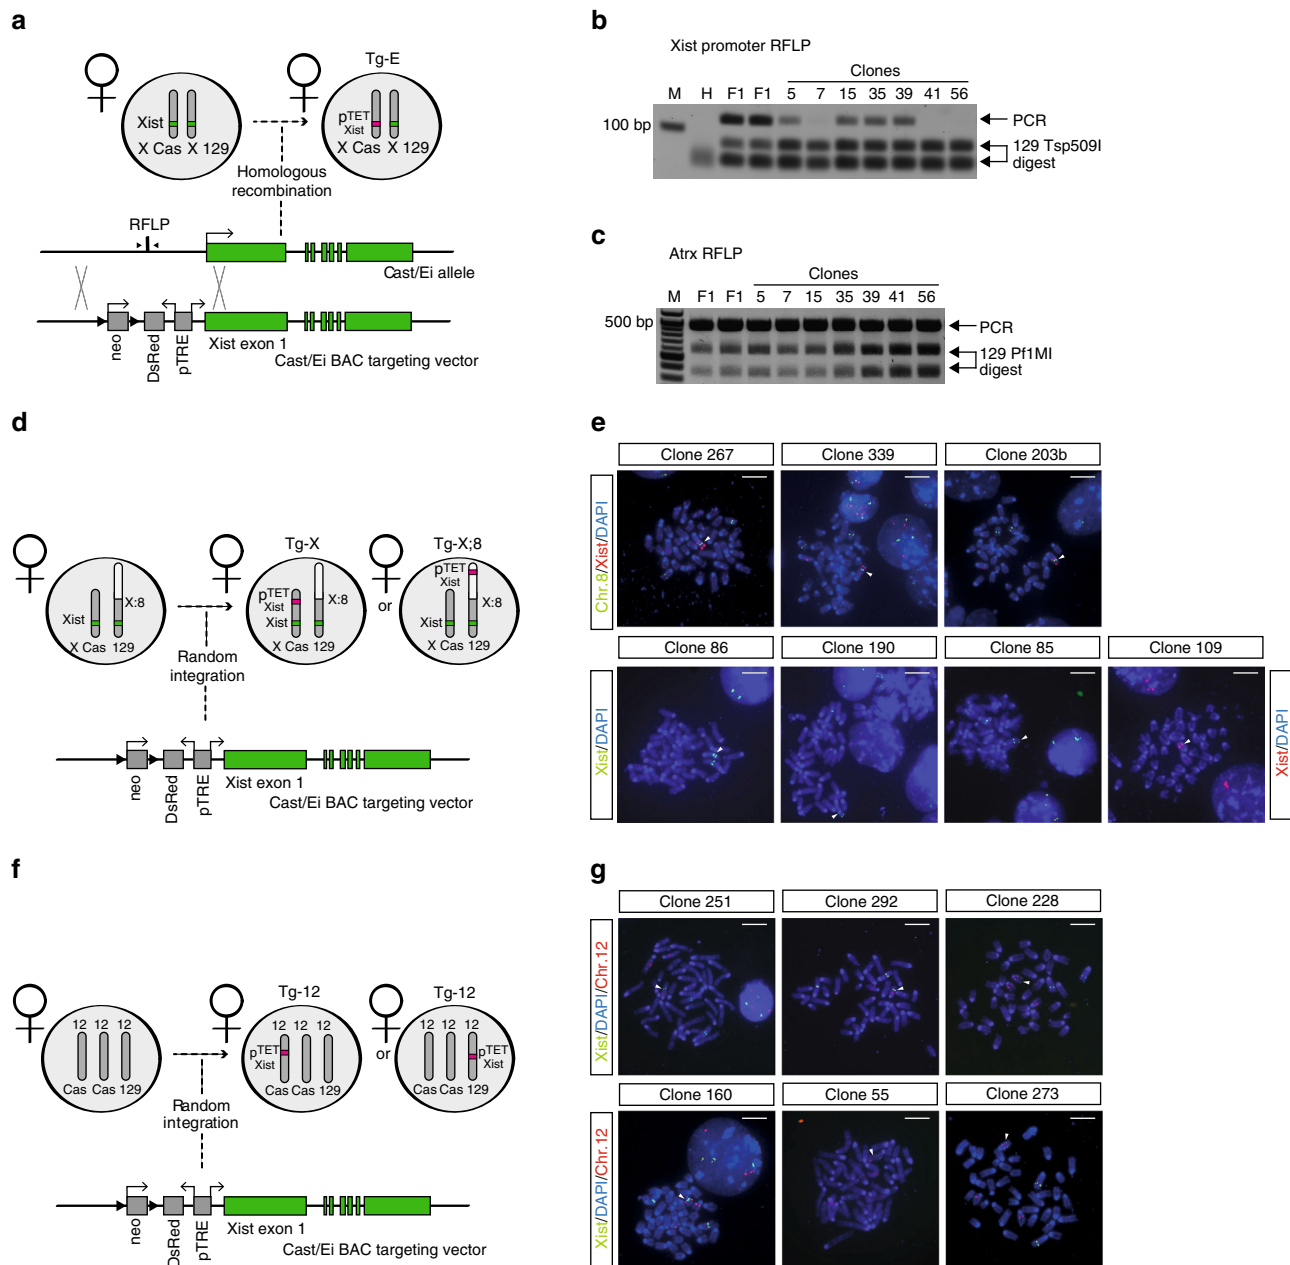 a
Tg-E
Xist
X Cas X 129
pTET
Xist
X Cas X 129
Homologous
recombination
RFLP
Cast/Ei allele
neo
DsRed
pTRE
Xist exon 1
Cast/Ei BAC targeting vector
b
Xist promoter RFLP
Clones
M H F1 F1 5 7 15 35 39 41 56
100 bp
PCR
129 Tsp509I
digest
c
Atrx RFLP
Clones
M F1 F1 5 7 15 35 39 41 56
500 bp
PCR
129 Pf1MI
digest
d
Tg-X
Tg-X;8
Xist
X:8
X Cas 129
pTET
Xist
Xist
X:8
X Cas 129
or
pTET
Xist
X:8
Xist
X Cas 129
Random
integration
neo
DsRed
pTRE
Xist exon 1
Cast/Ei BAC targeting vector
e
Clone 267
Clone 339
Clone 203b
Chr.8/Xist/DAPI
Clone 86
Clone 190
Clone 85
Clone 109
Xist/DAPI
Xist/DAPI
f
Tg-12
Tg-12
12 12 12
Cas Cas 129
12 12 12
pTET
Xist
Cas Cas 129
or
12 12 12
pTET
Xist
Cas Cas 129
Random
integration
neo
DsRed
pTRE
Xist exon 1
Cast/Ei BAC targeting vector
g
Clone 251
Clone 292
Clone 228
Xist/DAPI/Chr.12
Clone 160
Clone 55
Clone 273
Xist/DAPI/Chr.12